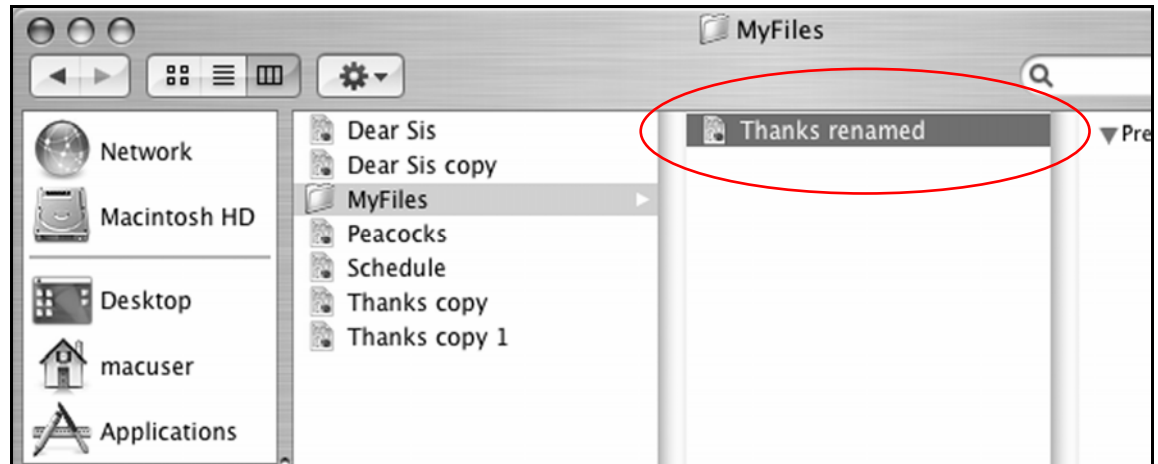 MyFiles
Network
Macintosh HD
Desktop
macuser
Applications
Dear Sis
Dear Sis copy
MyFiles
Peacocks
Schedule
Thanks copy
Thanks copy 1
Thanks renamed
Pre